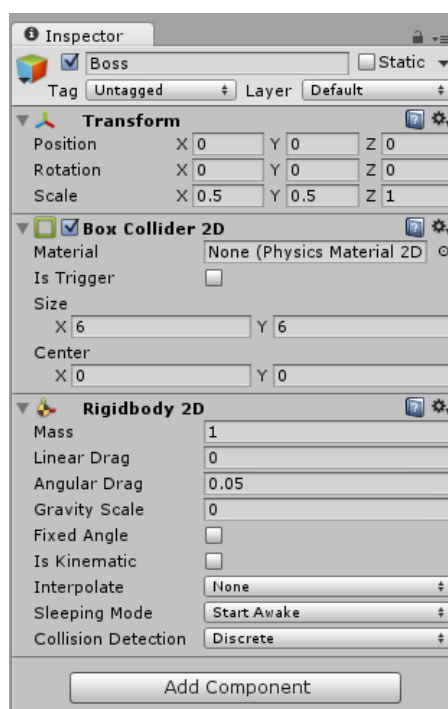 Inspector
Boss Static
Tag Untagged Layer Default
Transform
Position X 0 Y 0 Z 0
Rotation X 0 Y 0 Z 0
Scale X 0.5 Y 0.5 Z 1
Box Collider 2D
Material None (Physics Material 2D
Is Trigger
Size
X 6 Y 6
Center
X 0 Y 0
Rigidbody 2D
Mass 1
Linear Drag 0
Angular Drag 0.05
Gravity Scale 0
Fixed Angle
Is Kinematic
Interpolate None
Sleeping Mode Start Awake
Collision Detection Discrete
Add Component